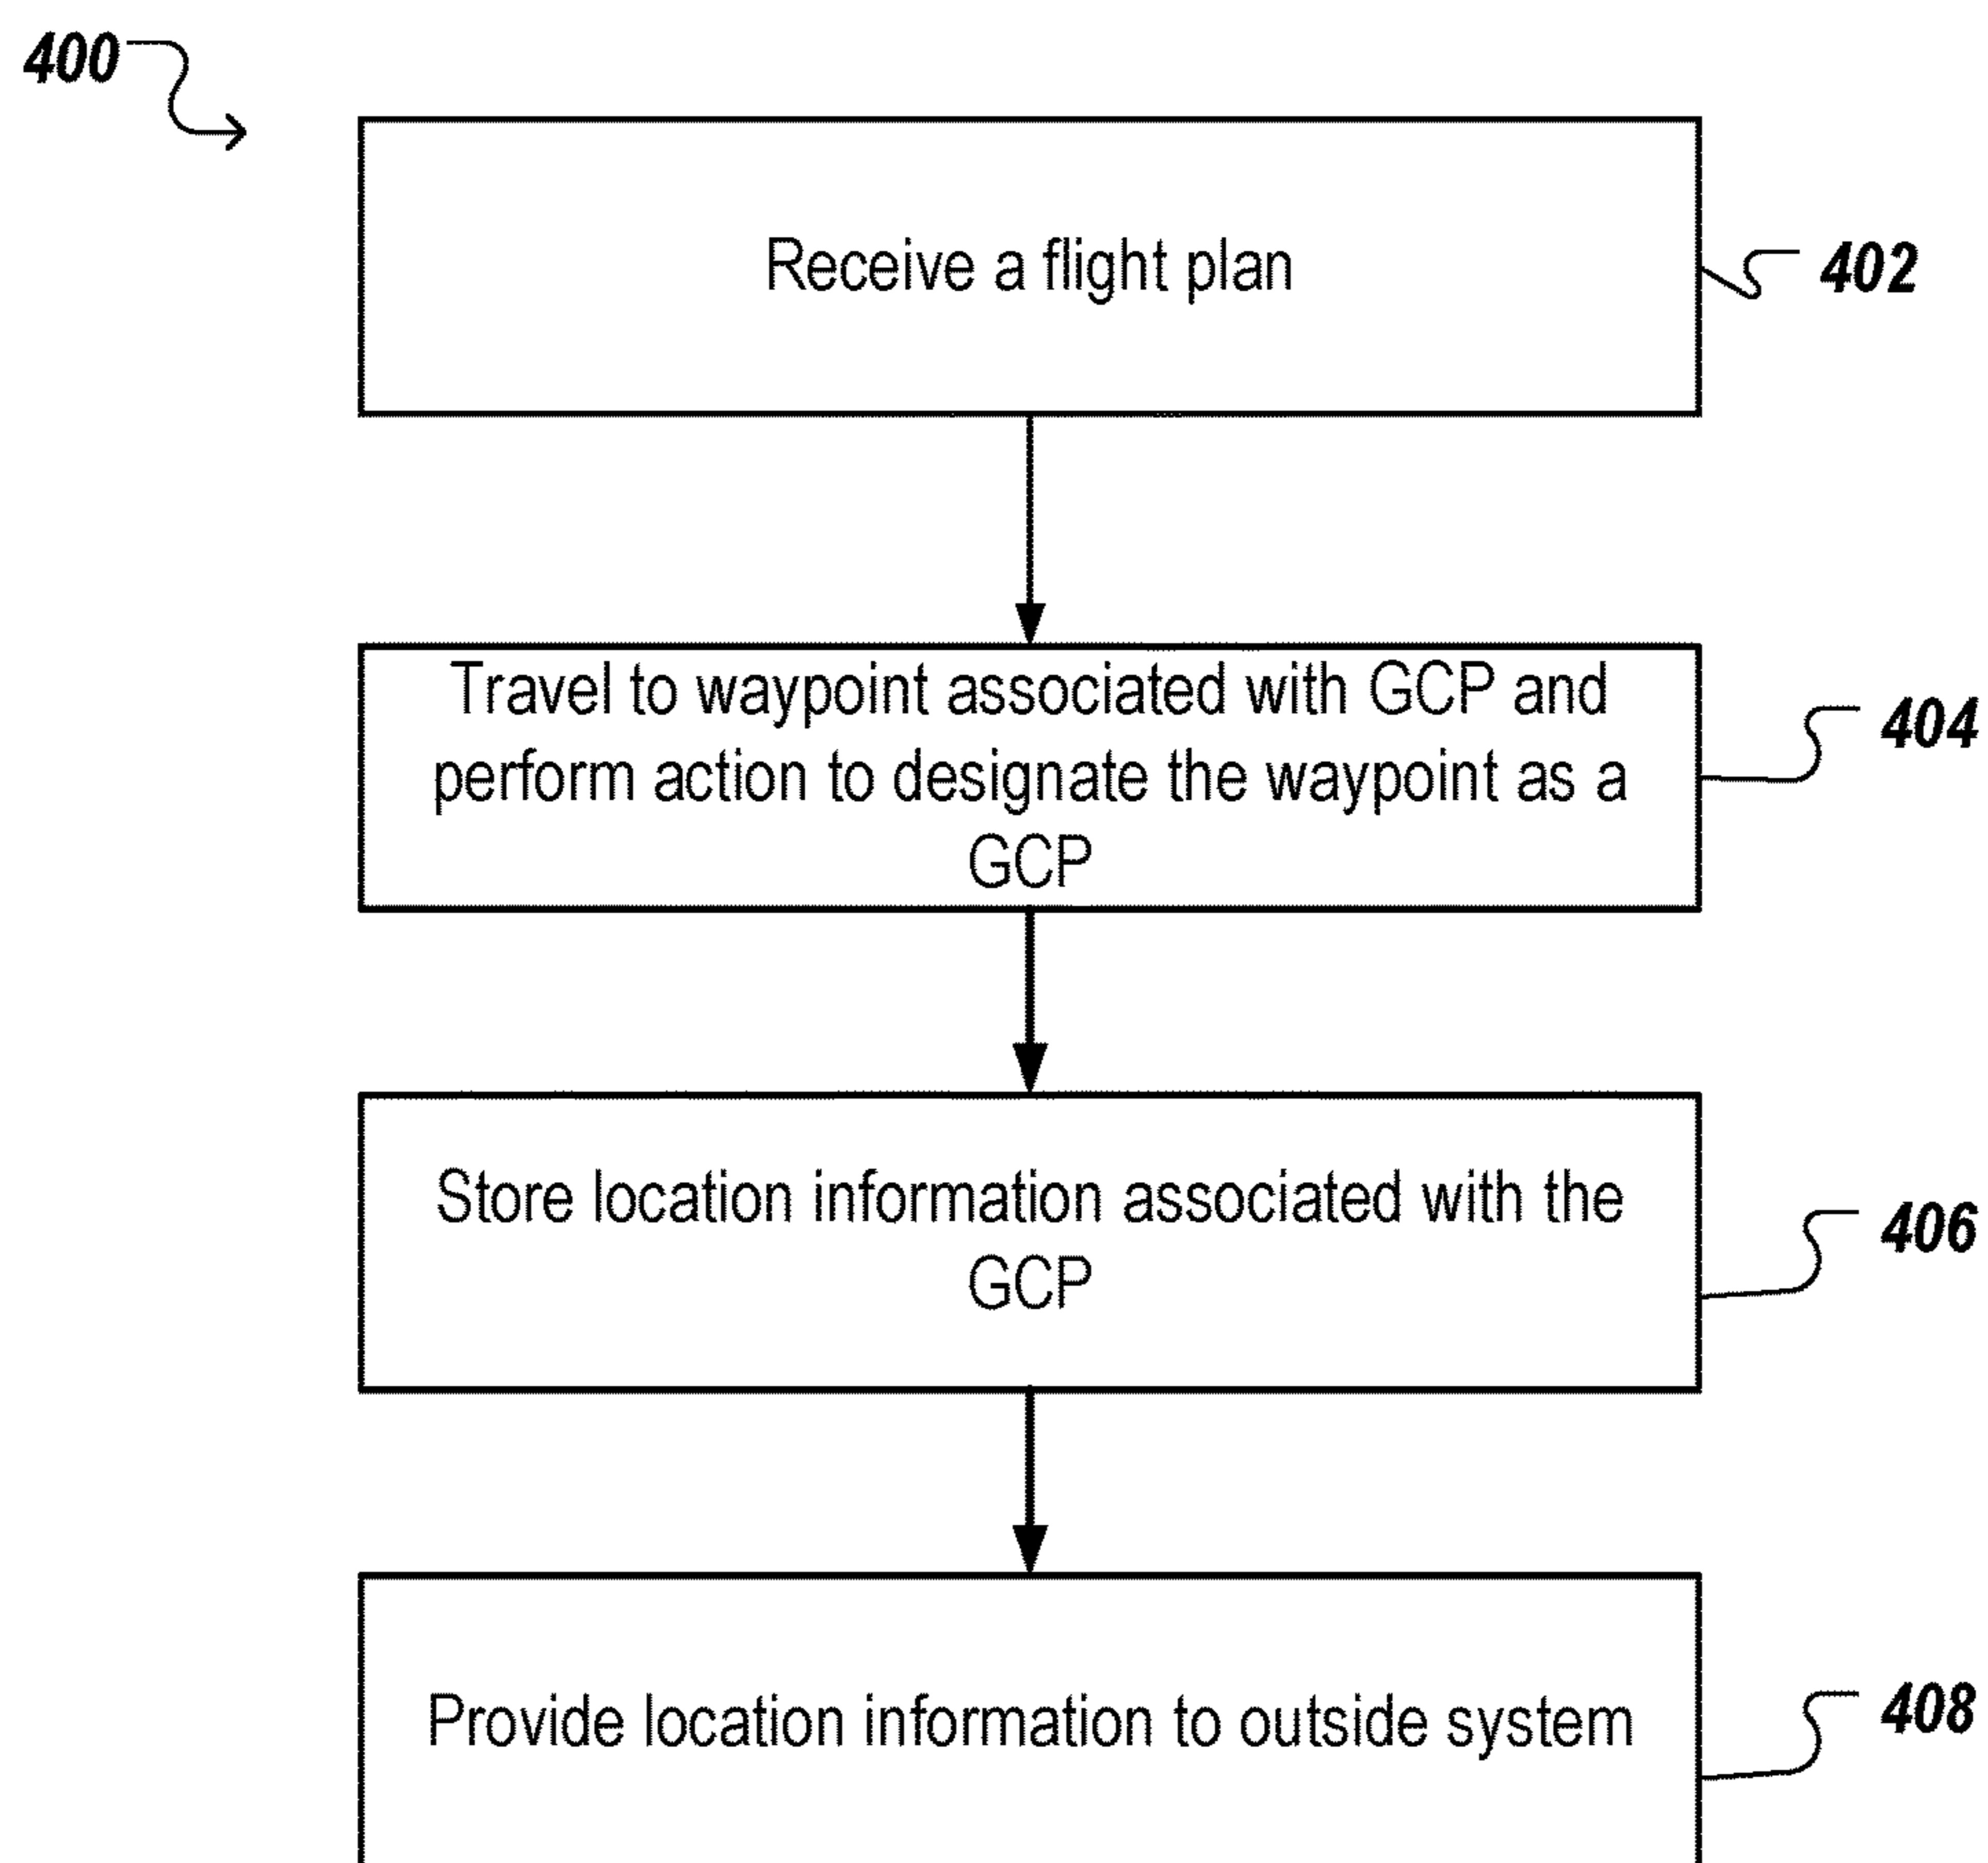 400
Receive a flight plan
402
Travel to waypoint associated with GCP and
perform action to designate the waypoint as a
GCP
404
Store location information associated with the
GCP
406
Provide location information to outside system
408